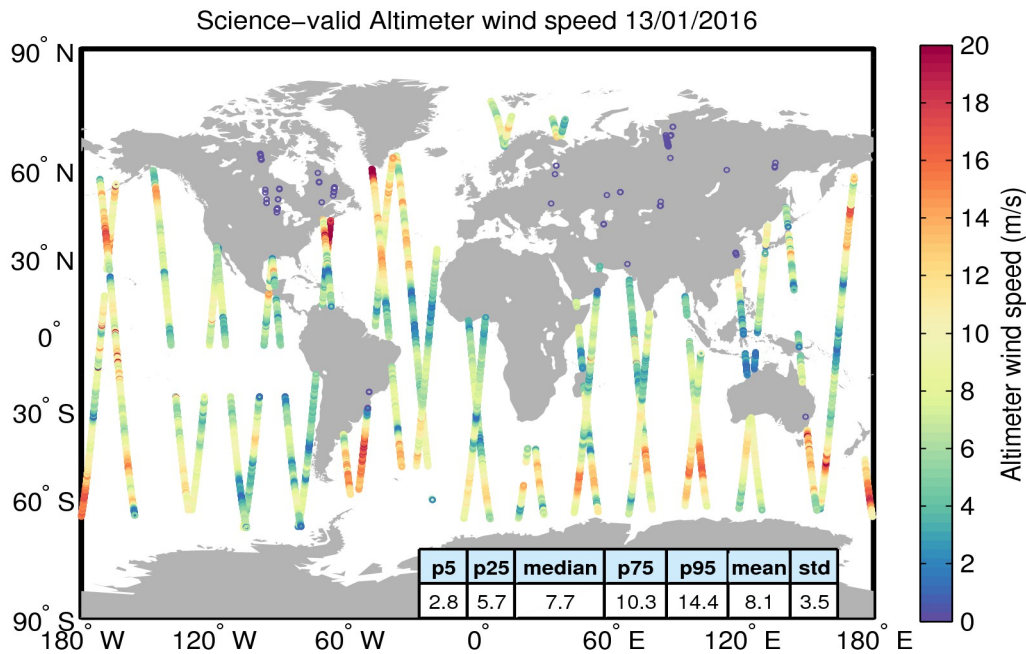 Science−valid Altimeter wind speed 13/01/2016
90° N
60° N
30° N
0°
30° S
60° S
90° S
180° W
120° W
60° W
0°
60° E
120° E
180° E
p5 p25 median p75 p95 mean std
2.8 5.7 7.7 10.3 14.4 8.1 3.5
20
18
16
14
12
10
8
6
4
2
0
Altimeter wind speed (m/s)